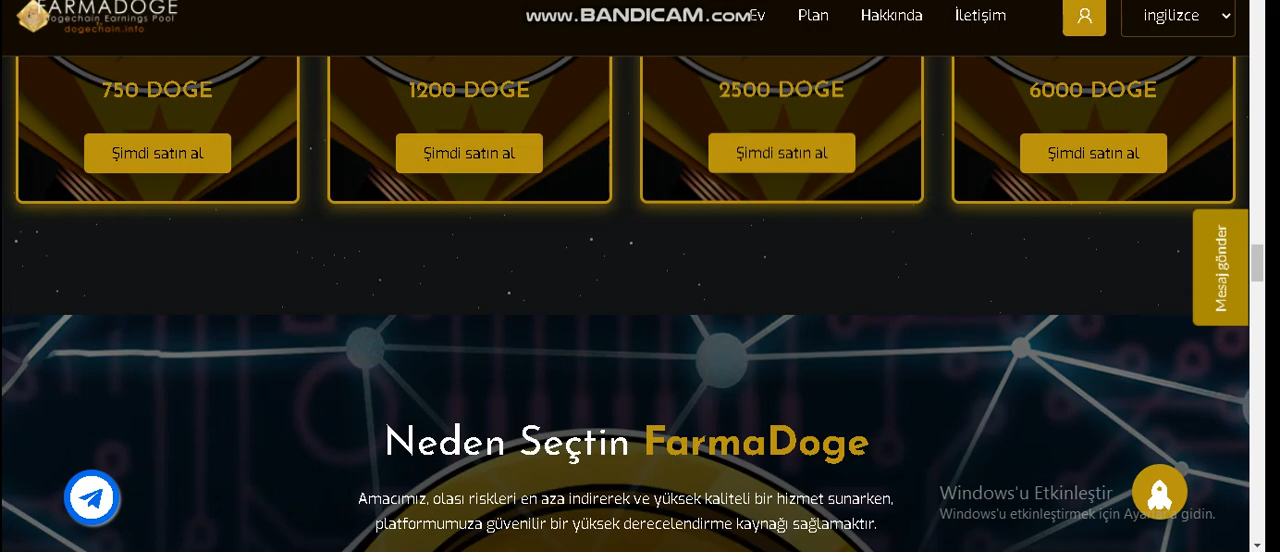 FARMADOGE
Dogechain Earnings Pool
dogechain.info
www.BANDICAM.com
Ev Plan Hakkında İletişim
ingilizce
750 DOGE 1200 DOGE 2500 DOGE 6000 DOGE
Şimdi satın al Şimdi satın al Şimdi satın al Şimdi satın al
Mesaj gönder
Neden Seçtin FarmaDoge
Amacımız, olası riskleri en aza indirerek ve yüksek kaliteli bir hizmet sunarken,
platformumuza güvenilir bir yüksek derecelendirme kaynağı sağlamaktır.
Windows'u Etkinleştir
Windows'u etkinleştirmek için gidin.